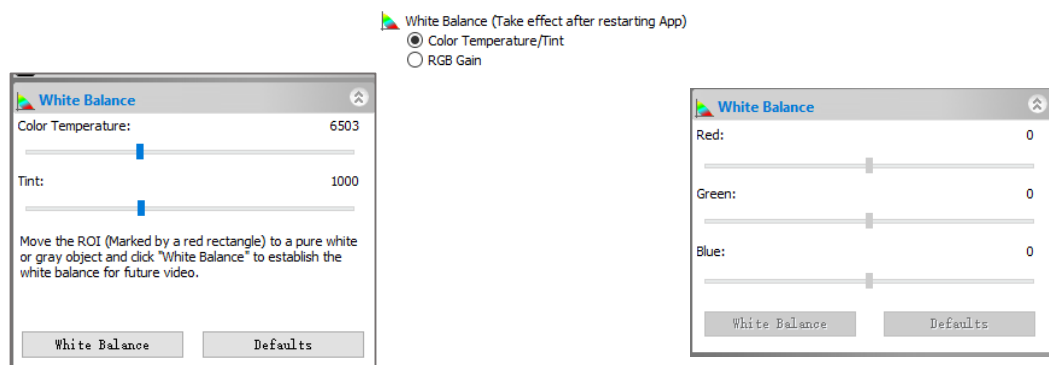 White Balance (Take effect after restarting App)
Color Temperature/Tint
RGB Gain
White Balance
Color Temperature: 6503
Tint: 1000
Move the ROI (Marked by a red rectangle) to a pure white
or gray object and click "White Balance" to establish the
white balance for future video.
White Balance Defaults
White Balance
Red: 0
Green: 0
Blue: 0
White Balance Defaults